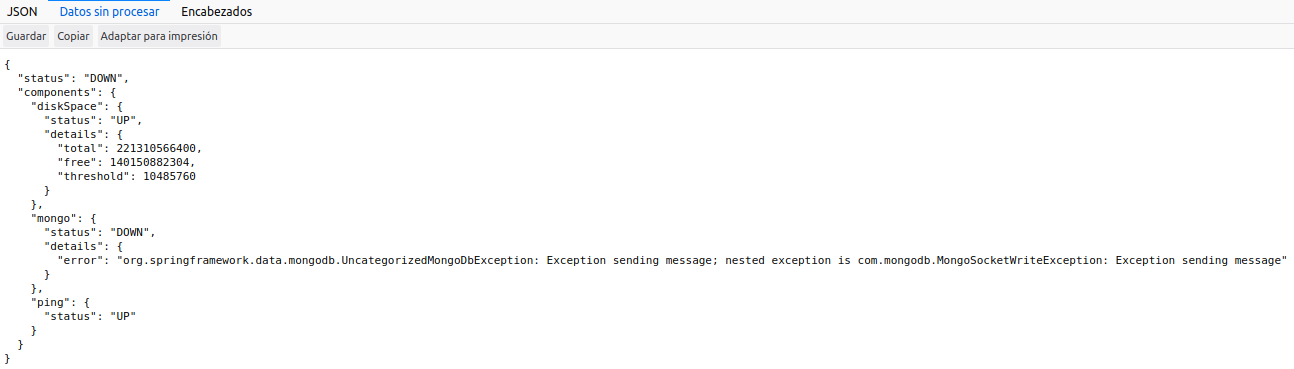 JSON Datos sin procesar Encabezados
Guardar Copiar Adaptar para impresión
{
  "status": "DOWN",
  "components": {
    "diskSpace": {
      "status": "UP",
      "details": {
        "total": 221310566400,
        "free": 140150882304,
        "threshold": 10485760
      }
    },
    "mongo": {
      "status": "DOWN",
      "details": {
        "error": "org.springframework.data.mongodb.UncategorizedMongoDbException: Exception sending message; nested exception is com.mongodb.MongoSocketWriteException: Exception sending message"
      }
    },
    "ping": {
      "status": "UP"
    }
  }
}